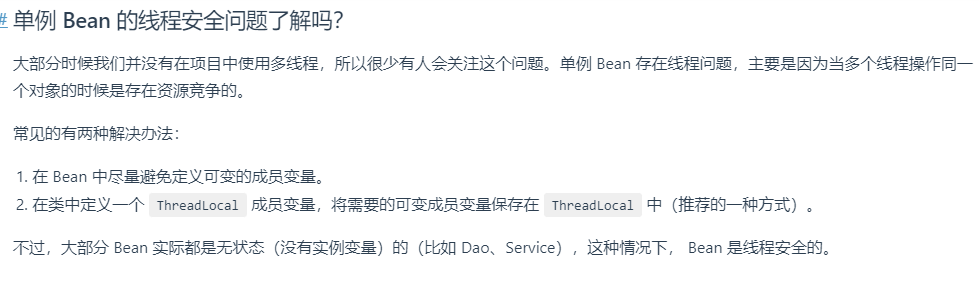 # 单例 Bean 的线程安全问题了解吗?
大部分时候我们并没有在项目中使用多线程，所以很少有人会关注这个问题。单例 Bean 存在线程问题，主要是因为当多个线程操作同一
个对象的时候是存在资源竞争的。
常见的有两种解决办法：
1. 在 Bean 中尽量避免定义可变的成员变量。
2. 在类中定义一个 ThreadLocal 成员变量，将需要的可变成员变量保存在 ThreadLocal 中（推荐的一种方式）。
不过，大部分 Bean 实际都是无状态（没有实例变量）的（比如 Dao、Service），这种情况下， Bean 是线程安全的。